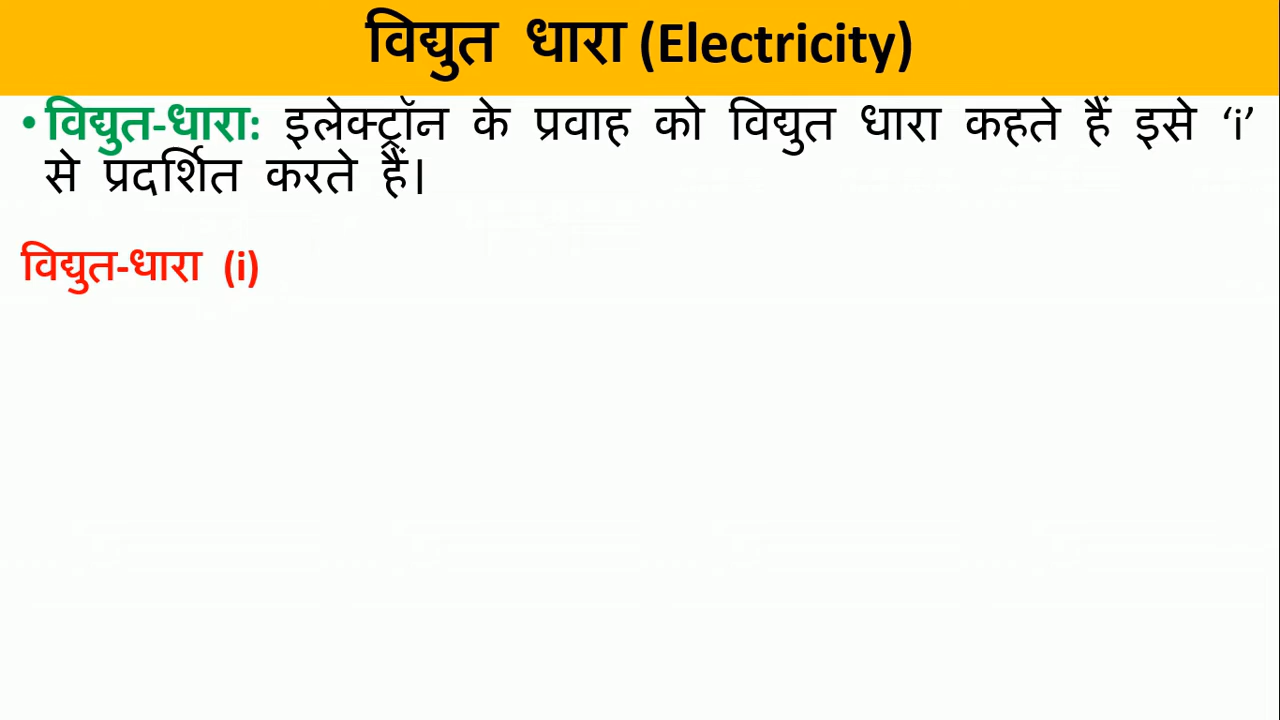 विद्युत धारा (Electricity)
• विद्युत-धारा: इलेक्ट्रॉन के प्रवाह को विद्युत धारा कहते हैं इसे ‘i’
से प्रदर्शित करते हैं।
विद्युत-धारा (i)